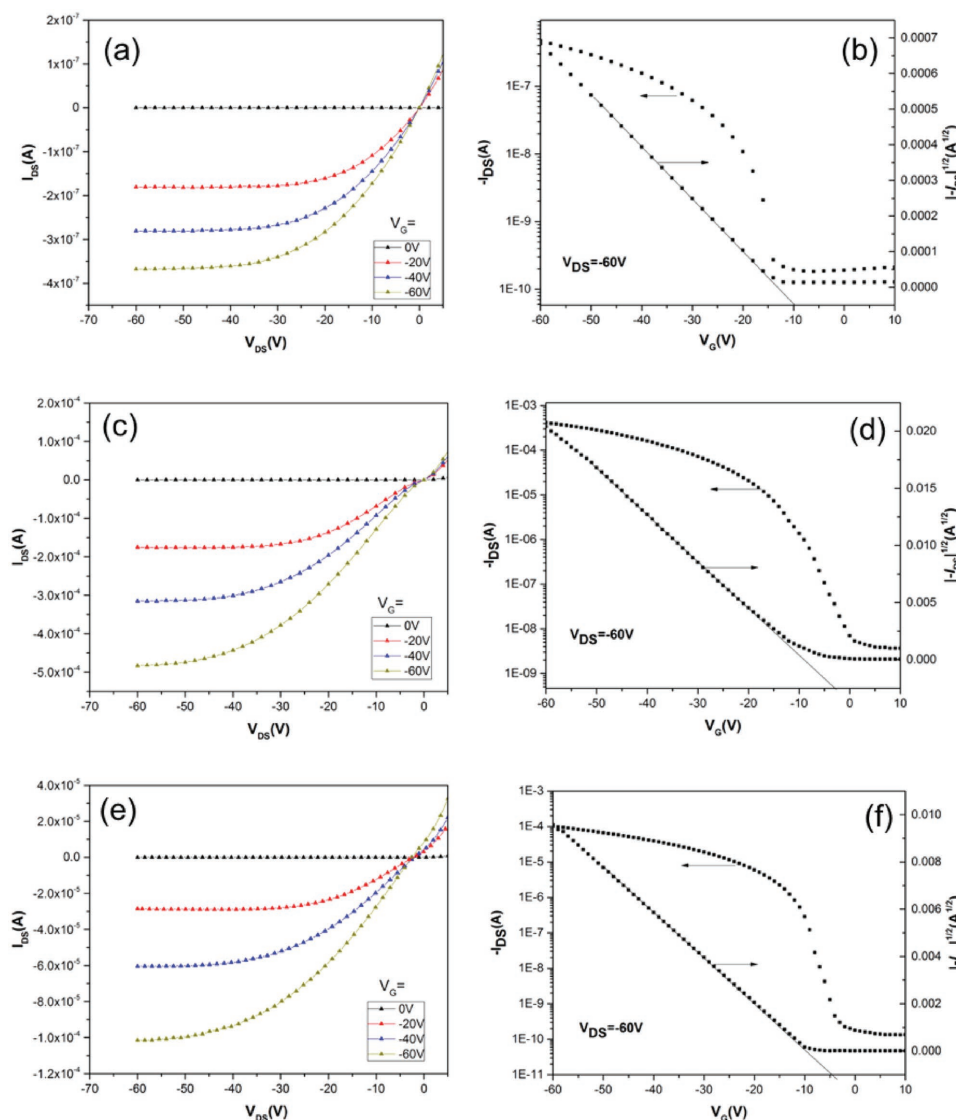 (a)
2x10⁻⁷
1x10⁻⁷
0
-1x10⁻⁷
-2x10⁻⁷
-3x10⁻⁷
-4x10⁻⁷
I_DS(A)
-70 -60 -50 -40 -30 -20 -10 0
V_DS(V)
V_G=
0V
-20V
-40V
-60V
(b)
1E-7
1E-8
1E-9
1E-10
-I_DS(A)
0.0007
0.0006
0.0005
0.0004
0.0003
0.0002
0.0001
0.0000
(A^1/2)
V_DS=-60V
-60 -50 -40 -30 -20 -10 0 10
V_G(V)
(c)
2.0x10⁻⁴
1.0x10⁻⁴
0.0
-1.0x10⁻⁴
-2.0x10⁻⁴
-3.0x10⁻⁴
-4.0x10⁻⁴
-5.0x10⁻⁴
I_DS(A)
-70 -60 -50 -40 -30 -20 -10 0
V_DS(V)
V_G=
0V
-20V
-40V
-60V
(d)
1E-03
1E-04
1E-05
1E-06
1E-07
1E-08
1E-09
-I_DS(A)
0.020
0.015
0.010
0.005
0.000
|-I_DS|^1/2(A^1/2)
V_DS=-60V
-60 -50 -40 -30 -20 -10 0 10
V_G(V)
(e)
4.0x10⁻⁵
2.0x10⁻⁵
0.0
-2.0x10⁻⁵
-4.0x10⁻⁵
-6.0x10⁻⁵
-8.0x10⁻⁵
-1.0x10⁻⁴
-1.2x10⁻⁴
I_DS(A)
-70 -60 -50 -40 -30 -20 -10 0
V_DS(V)
V_G=
0V
-20V
-40V
-60V
(f)
1E-3
1E-4
1E-5
1E-6
1E-7
1E-8
1E-9
1E-10
1E-11
-I_DS(A)
0.010
0.008
0.006
0.004
0.002
0.000
(A^1/2)
V_DS=-60V
-60 -50 -40 -30 -20 -10 0 10
V_G(V)